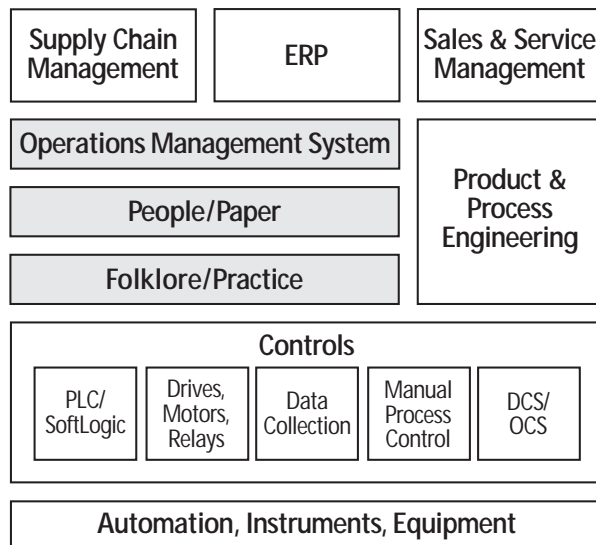 Supply Chain
Management
ERP
Sales & Service
Management
Operations Management System
People/Paper
Folklore/Practice
Product &
Process
Engineering
Controls
PLC/
SoftLogic
Drives,
Motors,
Relays
Data
Collection
Manual
Process
Control
DCS/
OCS
Automation, Instruments, Equipment